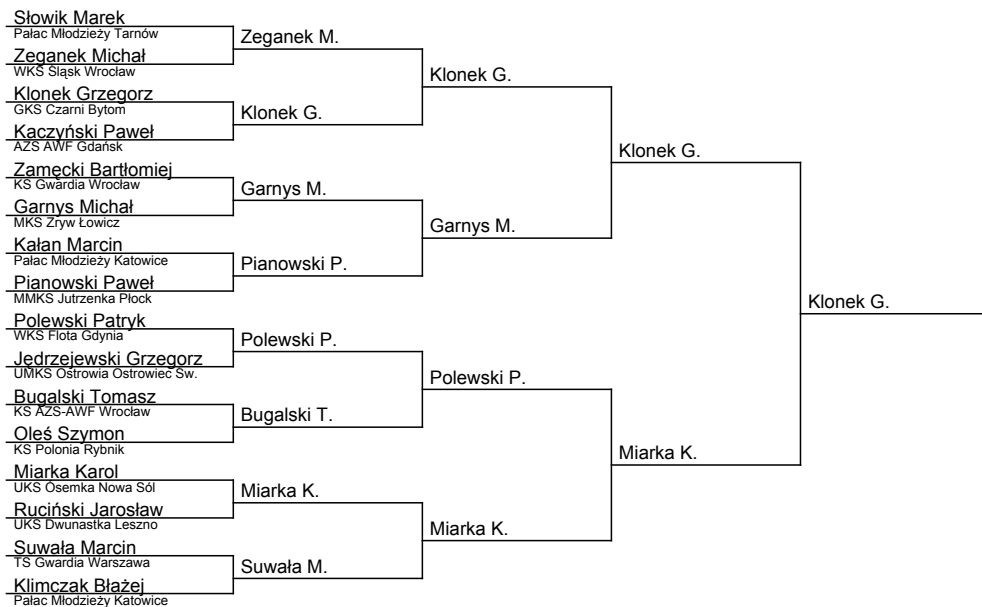 Słowik Marek
Pałac Młodzieży Tarnów
Zeganek Michał
WKS Śląsk Wrocław
Klonek Grzegorz
GKS Czarni Bytom
Kaczyński Paweł
AZS AWF Gdańsk
Zamęcki Bartłomiej
KS Gwardia Wrocław
Garnys Michał
MKS Zryw Łowicz
Kałan Marcin
Pałac Młodzieży Katowice
Pianowski Paweł
MMKS Jutrzenka Płock
Polewski Patryk
WKS Flota Gdynia
Jędrzejewski Grzegorz
UMKS Ostrowia Ostrowiec Św.
Bugalski Tomasz
KS AZS-AWF Wrocław
Oleś Szymon
KS Polonia Rybnik
Miarka Karol
UKS Ósemka Nowa Sól
Ruciński Jarosław
UKS Dwunastka Leszno
Suwała Marcin
TS Gwardia Warszawa
Klimczak Błażej
Pałac Młodzieży Katowice
Zeganek M.
Klonek G.
Garnys M.
Pianowski P.
Polewski P.
Bugalski T.
Miarka K.
Suwała M.
Klonek G.
Garnys M.
Polewski P.
Miarka K.
Klonek G.
Miarka K.
Klonek G.